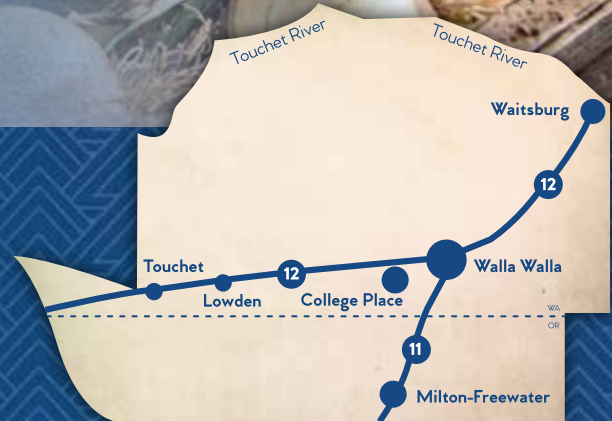 Touchet River
Touchet River
Waitsburg
12
Walla Walla
Touchet
12
Lowden
College Place
WA
OR
11
Milton-Freewater